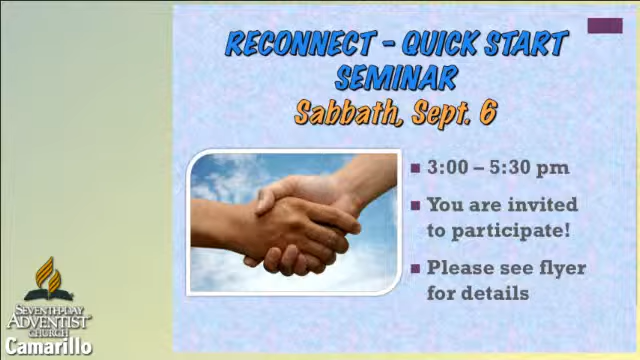 RECONNECT - QUICK START
SEMINAR
Sabbath, Sept. 6
3:00 – 5:30 pm
You are invited
to participate!
Please see flyer
for details
SEVENTH-DAY
ADVENTIST
CHURCH
Camarillo